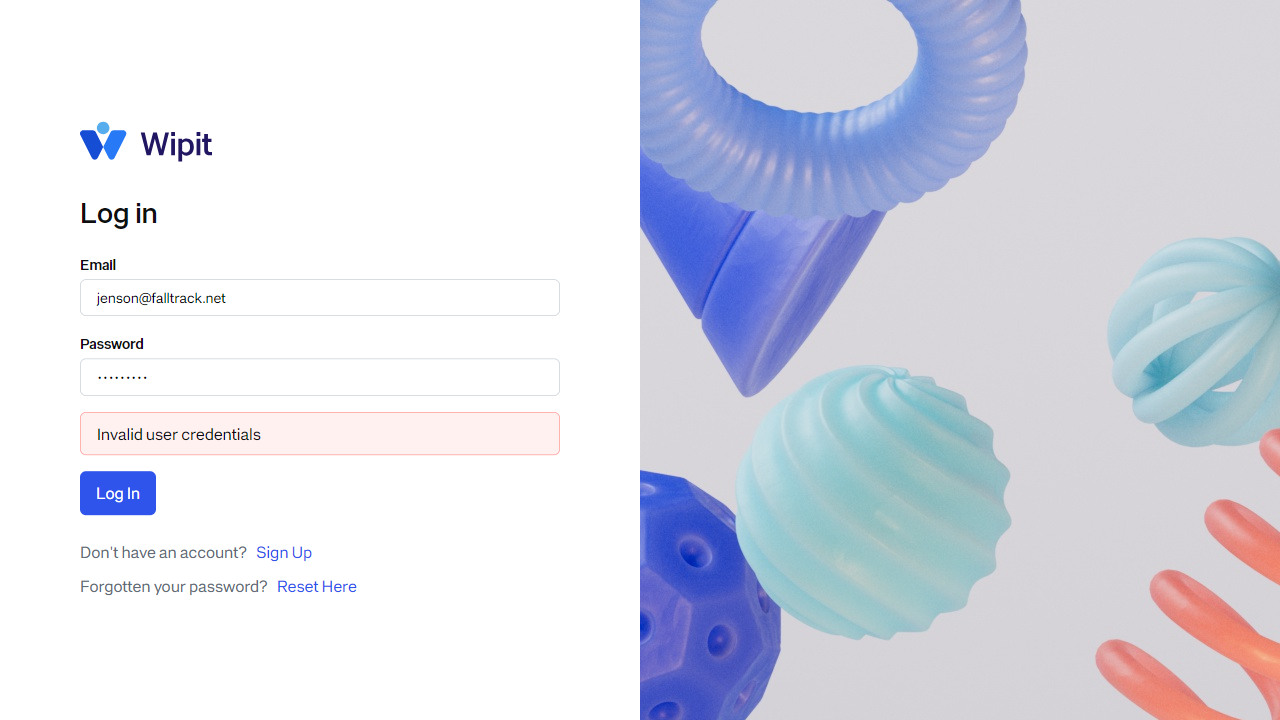 Wipit
Log in
Email
jenson@falltrack.net
Password
·········
Invalid user credentials
Log In
Don't have an account? Sign Up
Forgotten your password? Reset Here